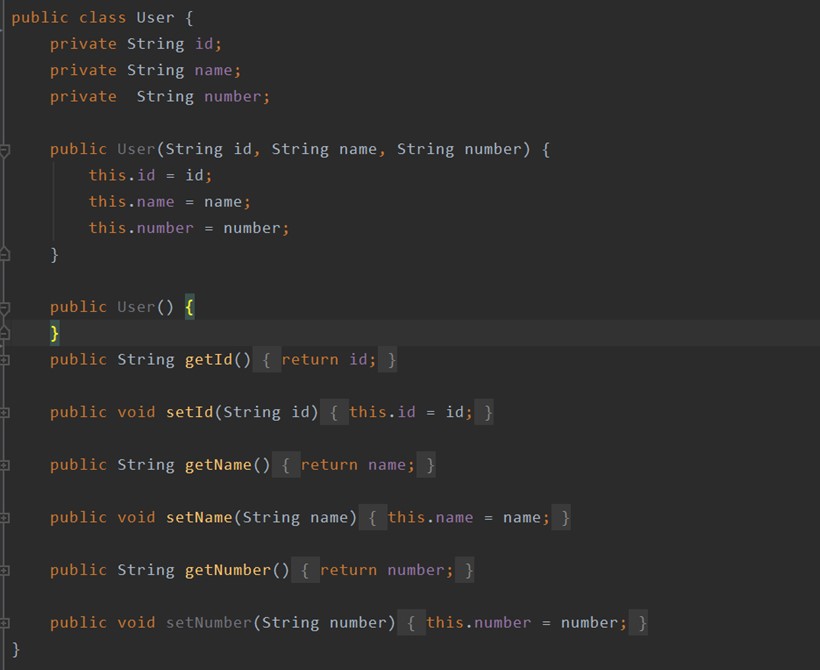 public class User {
    private String id;
    private String name;
    private  String number;

    public User(String id, String name, String number) {
        this.id = id;
        this.name = name;
        this.number = number;
    }

    public User() {
    }
    public String getId() { return id; }

    public void setId(String id) { this.id = id; }

    public String getName() { return name; }

    public void setName(String name) { this.name = name; }

    public String getNumber() { return number; }

    public void setNumber(String number) { this.number = number; }
}